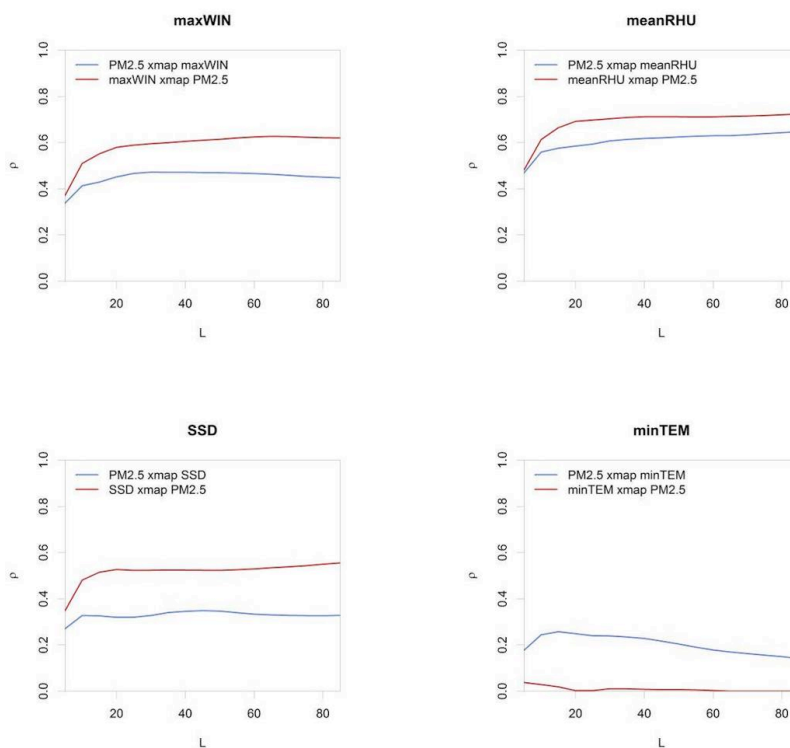 maxWIN
PM2.5 xmap maxWIN
maxWIN xmap PM2.5
1.0
0.8
0.6
0.4
0.2
0.0
ρ
20 40 60 80
L
meanRHU
PM2.5 xmap meanRHU
meanRHU xmap PM2.5
1.0
0.8
0.6
0.4
0.2
0.0
ρ
20 40 60 80
L
SSD
PM2.5 xmap SSD
SSD xmap PM2.5
1.0
0.8
0.6
0.4
0.2
0.0
ρ
20 40 60 80
L
minTEM
PM2.5 xmap minTEM
minTEM xmap PM2.5
1.0
0.8
0.6
0.4
0.2
0.0
ρ
20 40 60 80
L